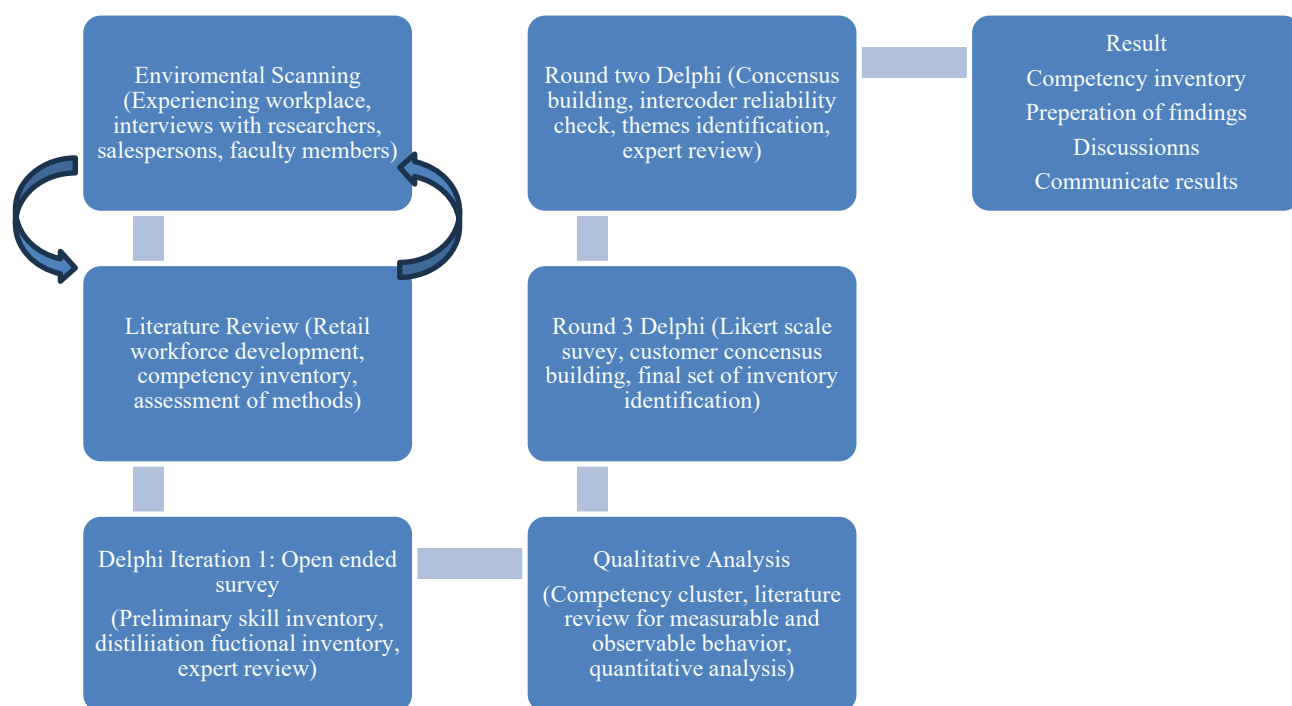 Enviromental Scanning
(Experiencing workplace,
interviews with researchers,
salespersons, faculty members)
Literature Review (Retail
workforce development,
competency inventory,
assessment of methods)
Delphi Iteration 1: Open ended
survey
(Preliminary skill inventory,
distiliiation fuctional inventory,
expert review)
Qualitative Analysis
(Competency cluster, literature
review for measurable and
observable behavior,
quantitative analysis)
Round 3 Delphi (Likert scale
suvey, customer concensus
building, final set of inventory
identification)
Round two Delphi (Concensus
building, intercoder reliability
check, themes identification,
expert review)
Result
Competency inventory
Preperation of findings
Discussionns
Communicate results